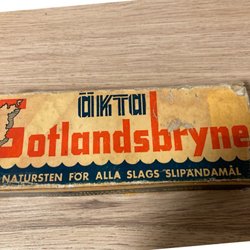 äkta
Gotlandsbryne
NATURSTEN FÖR ALLA SLAGS SLIPÄNDAMÅL